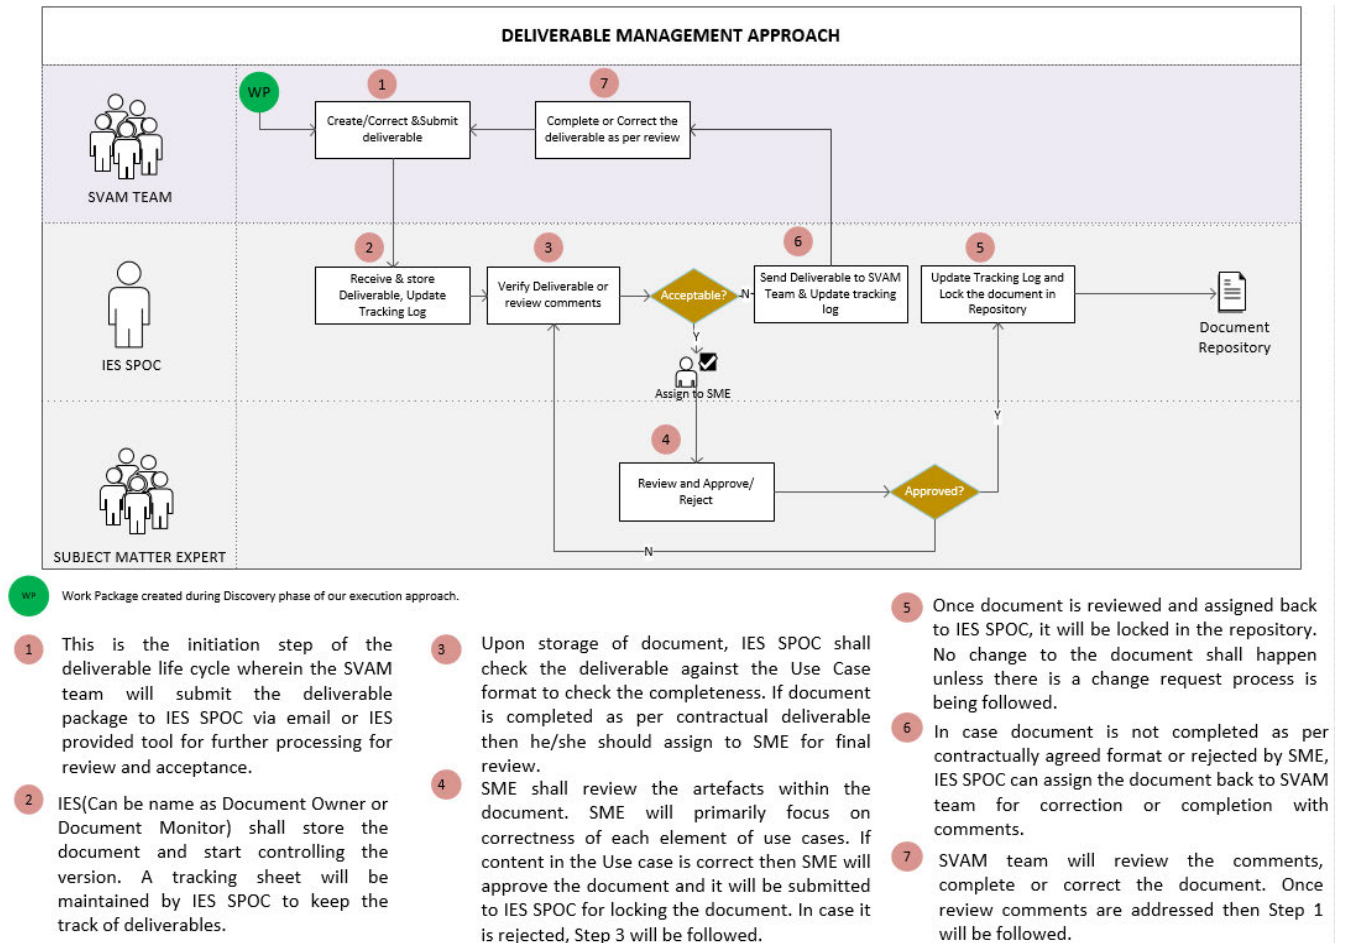 DELIVERABLE MANAGEMENT APPROACH
WP
1
7
Create/Correct &Submit
deliverable
Complete or Correct the
deliverable as per review
SVAM TEAM
2
3
6
5
Receive & store
Deliverable, Update
Tracking Log
Verify Deliverable or
review comments
Acceptable?
N
Send Deliverable to SVAM
Team & Update tracking
log
Update Tracking Log and
Lock the document in
Repository
Document
Repository
Y
IES SPOC
Assign to SME
Y
4
Review and Approve/
Reject
Approved?
N
SUBJECT MATTER EXPERT
WP
Work Package created during Discovery phase of our execution approach.
1
This is the initiation step of the
deliverable life cycle wherein the SVAM
team will submit the deliverable
package to IES SPOC via email or IES
provided tool for further processing for
review and acceptance.
2
IES(Can be name as Document Owner or
Document Monitor) shall store the
document and start controlling the
version. A tracking sheet will be
maintained by IES SPOC to keep the
track of deliverables.
3
Upon storage of document, IES SPOC shall
check the deliverable against the Use Case
format to check the completeness. If document
is completed as per contractual deliverable
then he/she should assign to SME for final
review.
4
SME shall review the artefacts within the
document. SME will primarily focus on
correctness of each element of use cases. If
content in the Use case is correct then SME will
approve the document and it will be submitted
to IES SPOC for locking the document. In case it
is rejected, Step 3 will be followed.
5
Once document is reviewed and assigned back
to IES SPOC, it will be locked in the repository.
No change to the document shall happen
unless there is a change request process is
being followed.
6
In case document is not completed as per
contractually agreed format or rejected by SME,
IES SPOC can assign the document back to SVAM
team for correction or completion with
comments.
7
SVAM team will review the comments,
complete or correct the document. Once
review comments are addressed then Step 1
will be followed.